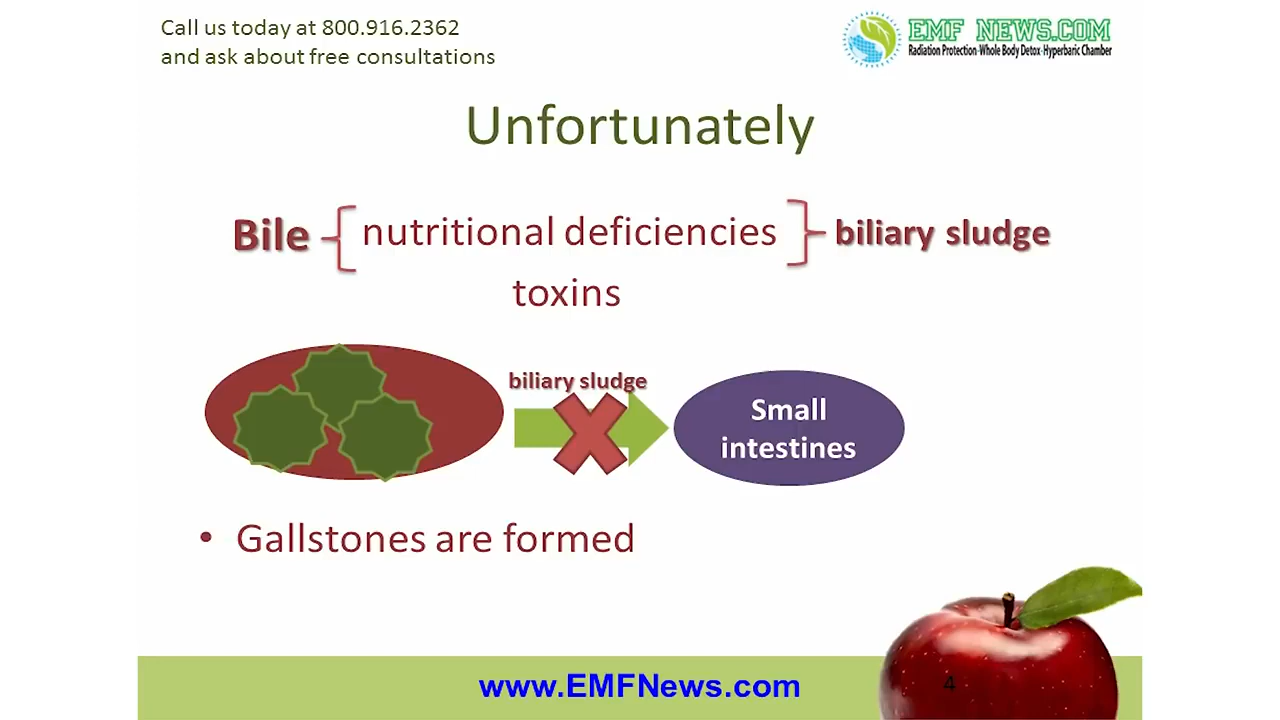 Call us today at 800.916.2362
and ask about free consultations
EMF NEWS.COM
Radiation Protection-Whole Body Detox-Hyperbaric Chamber
Unfortunately
Bile nutritional deficiencies biliary sludge
toxins
biliary sludge
Small
intestines
• Gallstones are formed
4
www.EMFNews.com